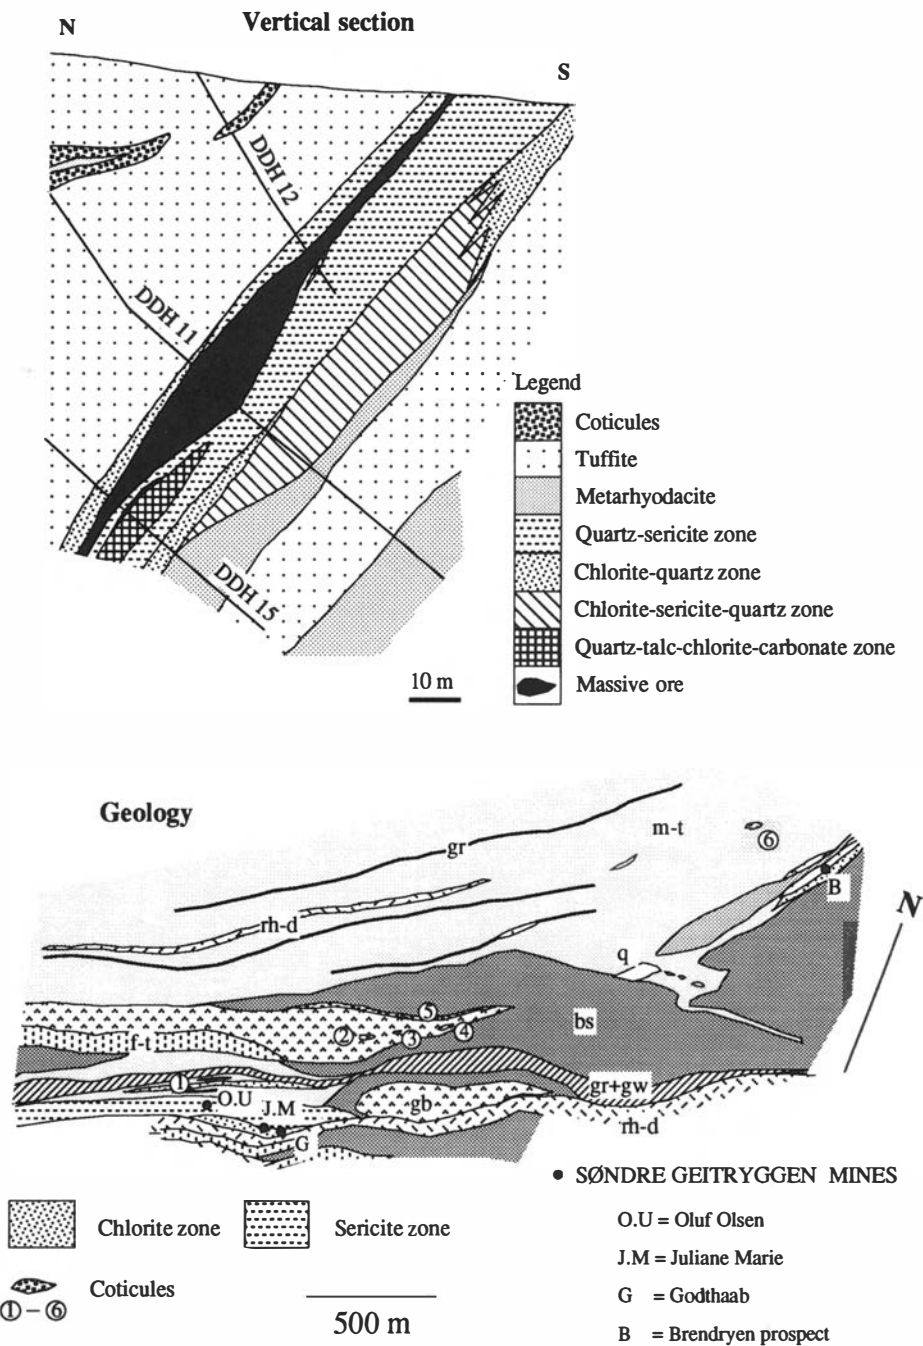 N
Vertical section
S
DDH 12
DDH 11
DDH 15
Legend
Coticules
Tuffite
Metarhyodacite
Quartz-sericite zone
Chlorite-quartz zone
Chlorite-sericite-quartz zone
Quartz-talc-chlorite-carbonate zone
Massive ore
10 m
Geology
m-t
⑥
gr
B
N
rh-d
q
⑤
bs
② ③ ④
f-t
①
O.U
gr+gw
J.M
gb
rh-d
G
● SØNDRE GEITRYGGEN MINES
Chlorite zone
Sericite zone
O.U = Oluf Olsen
J.M = Juliane Marie
Coticules
①–⑥
G = Godthaab
500 m
B = Brendryen prospect